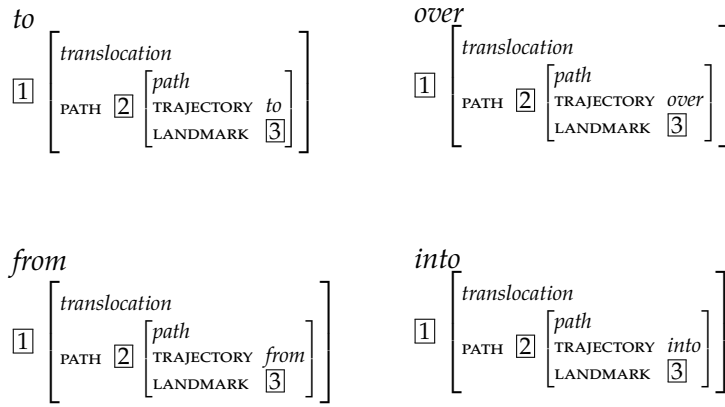 to
translocation
1
path
PATH 2 TRAJECTORY to
LANDMARK 3
over
translocation
1
path
PATH 2 TRAJECTORY over
LANDMARK 3
from
translocation
1
path
PATH 2 TRAJECTORY from
LANDMARK 3
into
translocation
1
path
PATH 2 TRAJECTORY into
LANDMARK 3